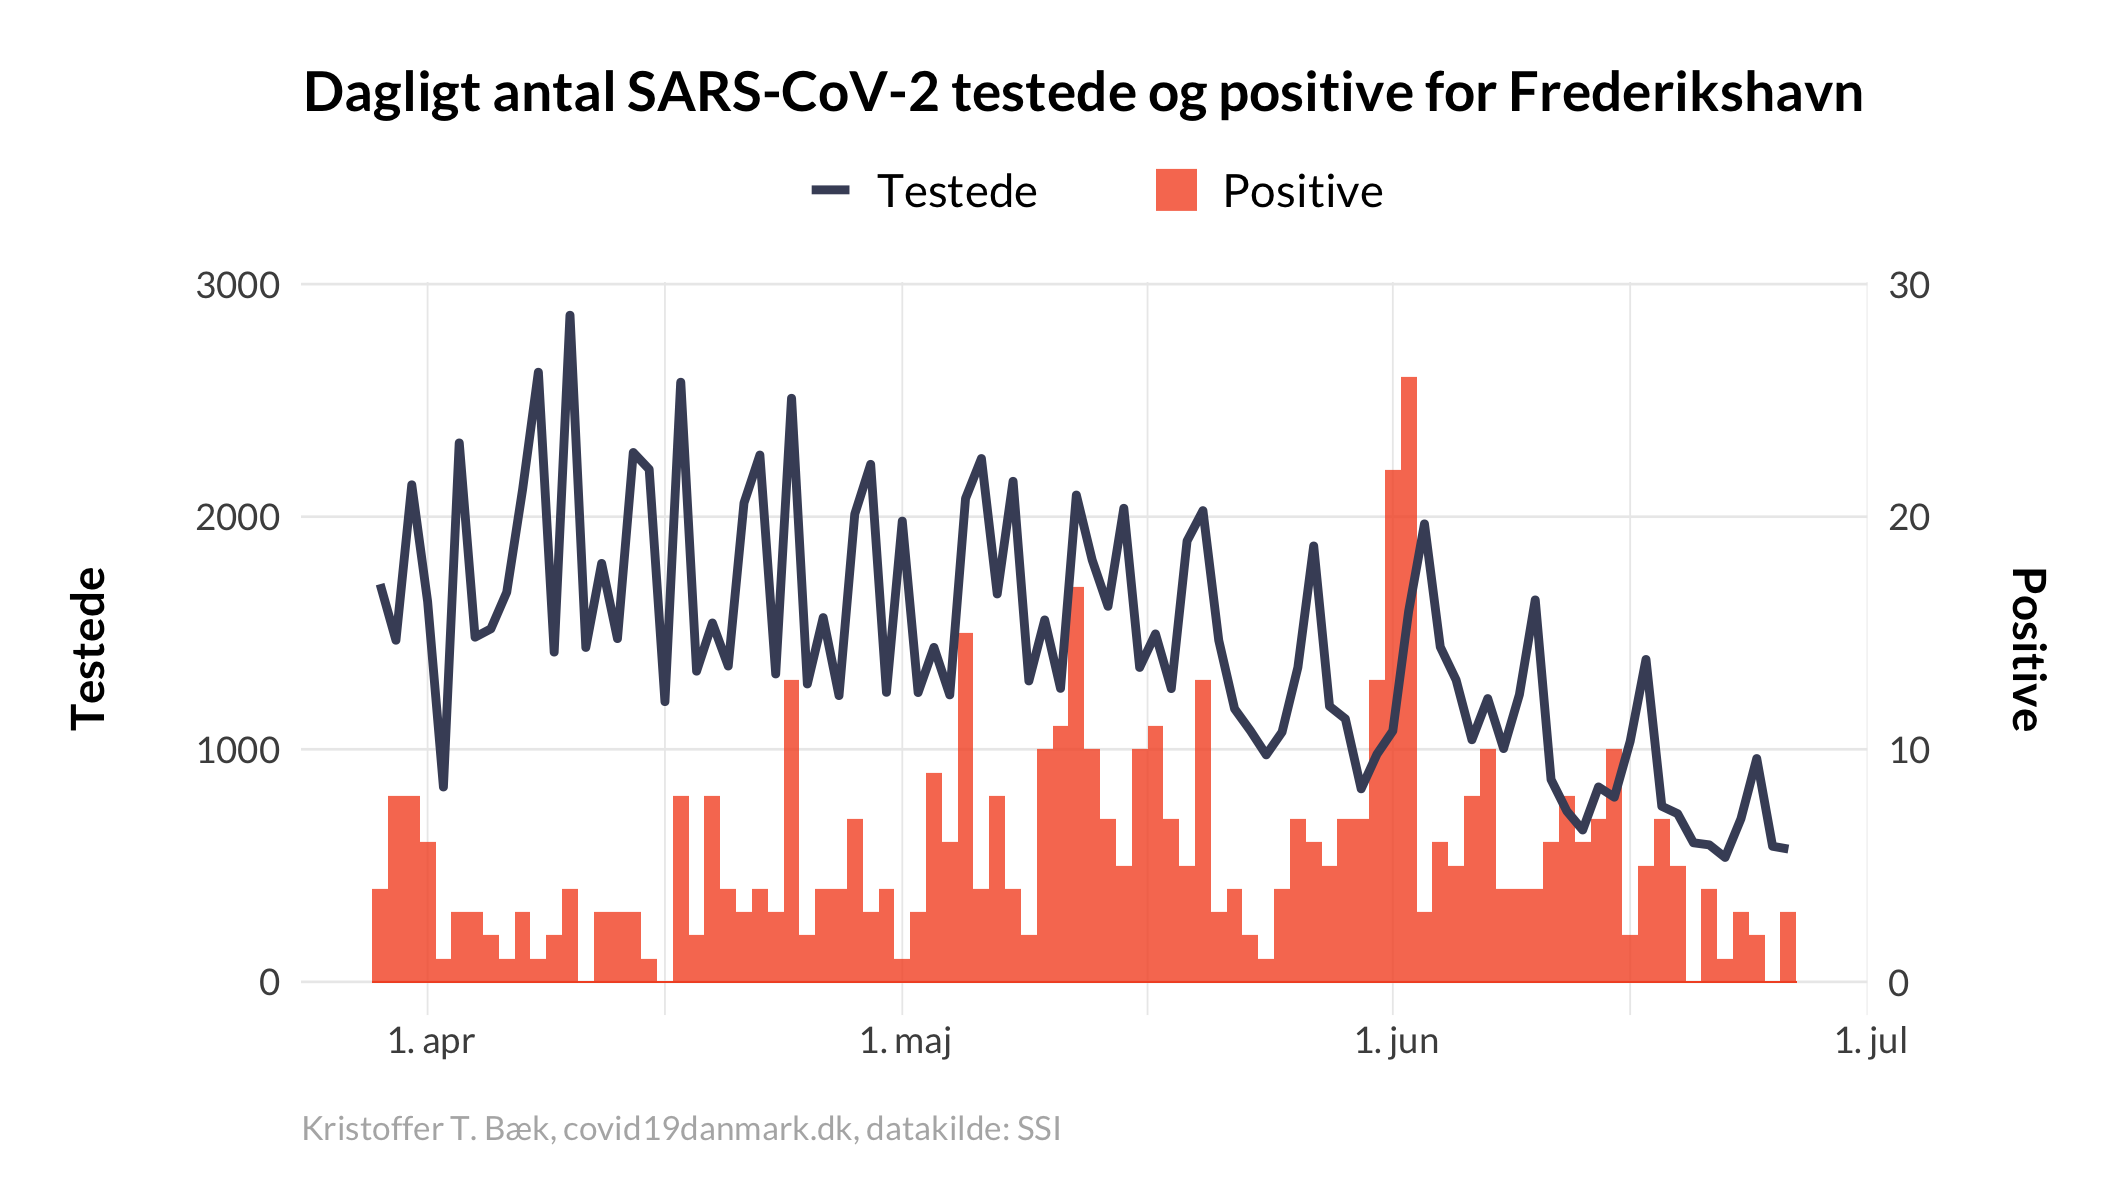 Dagligt antal SARS-CoV-2 testede og positive for Frederikshavn
Testede
Positive
3000
2000
1000
0
Testede
30
20
10
0
Positive
1. apr
1. maj
1. jun
1. jul
Kristoffer T. Bæk, covid19danmark.dk, datakilde: SSI